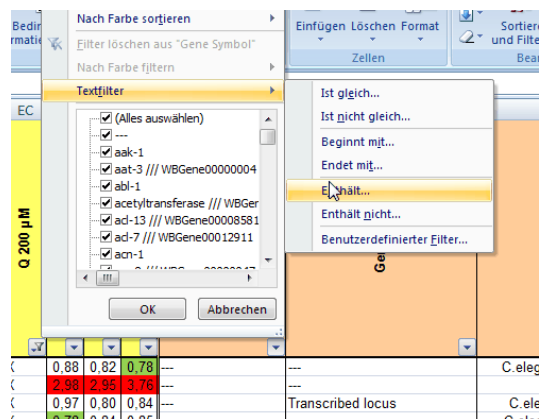 Nach Farbe sortieren
Filter löschen aus "Gene Symbol"
Nach Farbe filtern
Textfilter
Einfügen Löschen Format
Zellen
und Filte
Ist gleich...
Ist nicht gleich...
Beginnt mit...
Endet mit...
Enthält...
Enthält nicht...
Benutzerdefinierter Filter...
EC
(Alles auswählen)
---
aak-1
aat-3 /// WBGene00000004
abl-1
acetyltransferase /// WBGer
acl-13 /// WBGene00008581
acl-7 /// WBGene00012911
acn-1
OK Abbrechen
Q 200 µM
0,88 0,82 0,78 --- --- C.eleg
2,98 2,95 3,76 --- ---
0,97 0,80 0,84 --- Transcribed locus C.ele